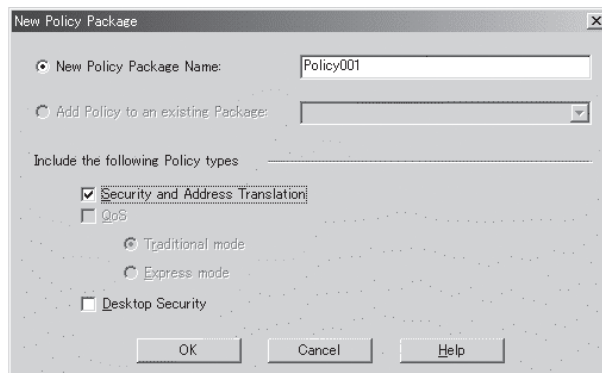 New Policy Package
New Policy Package Name: Policy001
Add Policy to an existing Package:
Include the following Policy types
Security and Address Translation
QoS
Traditional mode
Express mode
Desktop Security
OK Cancel Help